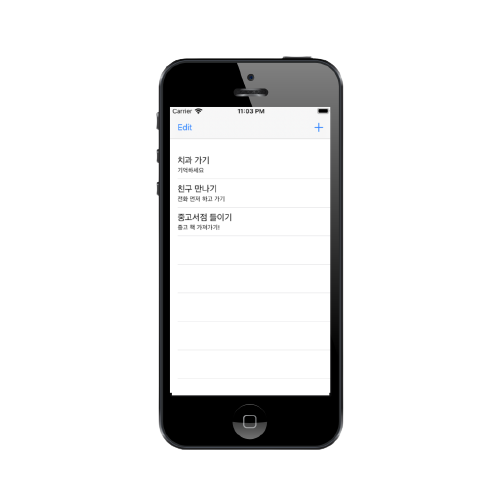 Carrier 11:03 PM
Edit +
치과 가기
기억하세요
친구 만나기
전화 먼저 하고 가기
중고서점 들이기
중고 책 가져가기!